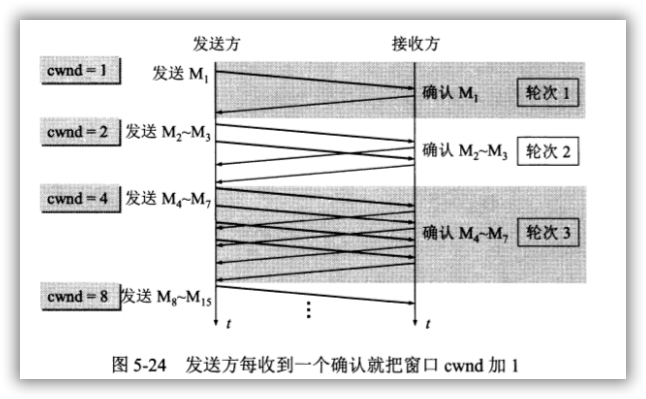 发送方 接收方
cwnd = 1 发送 M1 确认 M1 轮次 1
cwnd = 2 发送 M2~M3 确认 M2~M3 轮次 2
cwnd = 4 发送 M4~M7 确认 M4~M7 轮次 3
cwnd = 8 发送 M8~M15
t t
图 5-24 发送方每收到一个确认就把窗口 cwnd 加 1